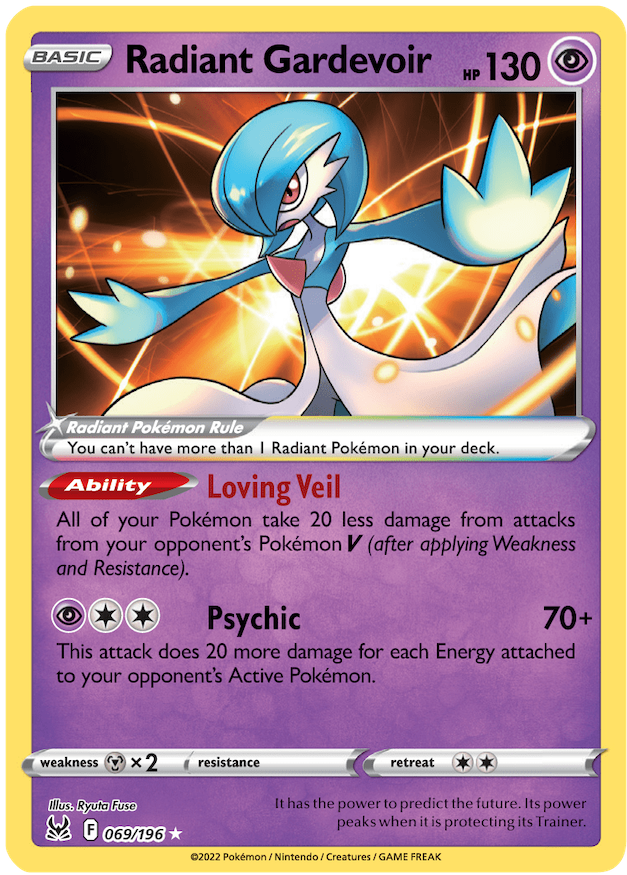 BASIC Radiant Gardevoir HP 130
Radiant Pokémon Rule
You can't have more than 1 Radiant Pokémon in your deck.
Ability Loving Veil
All of your Pokémon take 20 less damage from attacks
from your opponent's Pokémon V (after applying Weakness
and Resistance).
Psychic 70+
This attack does 20 more damage for each Energy attached
to your opponent's Active Pokémon.
weakness ×2 resistance retreat
Illus. Ryuta Fuse
It has the power to predict the future. Its power
peaks when it is protecting its Trainer.
F 069/196 ★
©2022 Pokémon / Nintendo / Creatures / GAME FREAK